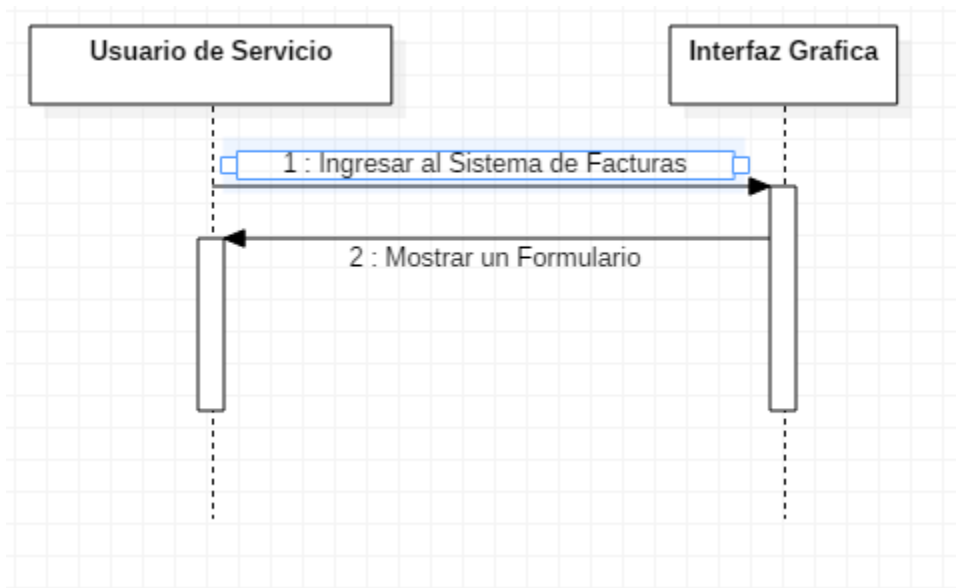 Usuario de Servicio
Interfaz Grafica
1 : Ingresar al Sistema de Facturas
2 : Mostrar un Formulario